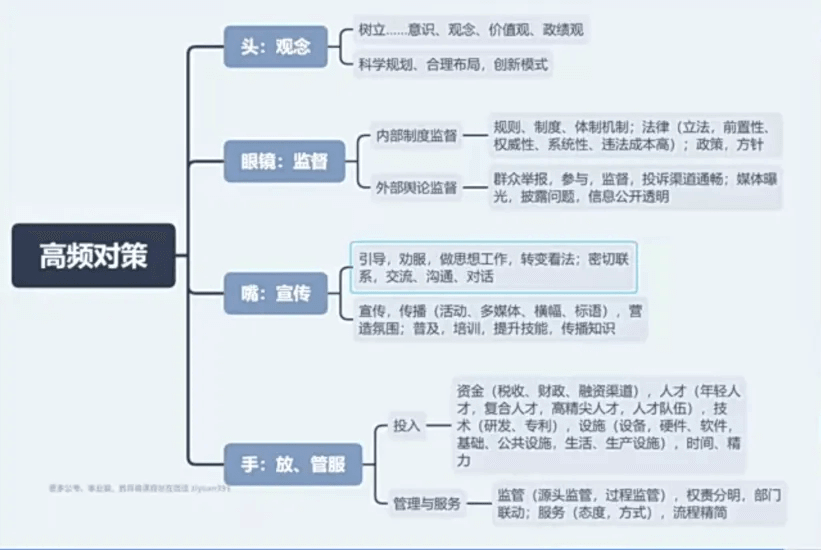 高频对策
头：观念
树立……意识、观念、价值观、政绩观
科学规划、合理布局，创新模式
眼镜：监督
内部制度监督
规则、制度、体制机制；法律（立法，前置性、
权威性、系统性、违法成本高）；政策，方针
外部舆论监督
群众举报，参与，监督，投诉渠道通畅；媒体曝
光，披露问题，信息公开透明
嘴：宣传
引导，劝服，做思想工作，转变看法；密切联
系，交流、沟通、对话
宣传，传播（活动、多媒体、横幅、标语），营
造氛围；普及，培训，提升技能，传播知识
手：放、管服
投入
资金（税收、财政、融资渠道），人才（年轻人
才，复合人才，高精尖人才，人才队伍），技
术（研发、专利），设施（设备，硬件、软件，
基础、公共设施，生活、生产设施），时间、精
力
管理与服务
监管（源头监管，过程监管），权责分明，部门
联动；服务（态度，方式），流程精简